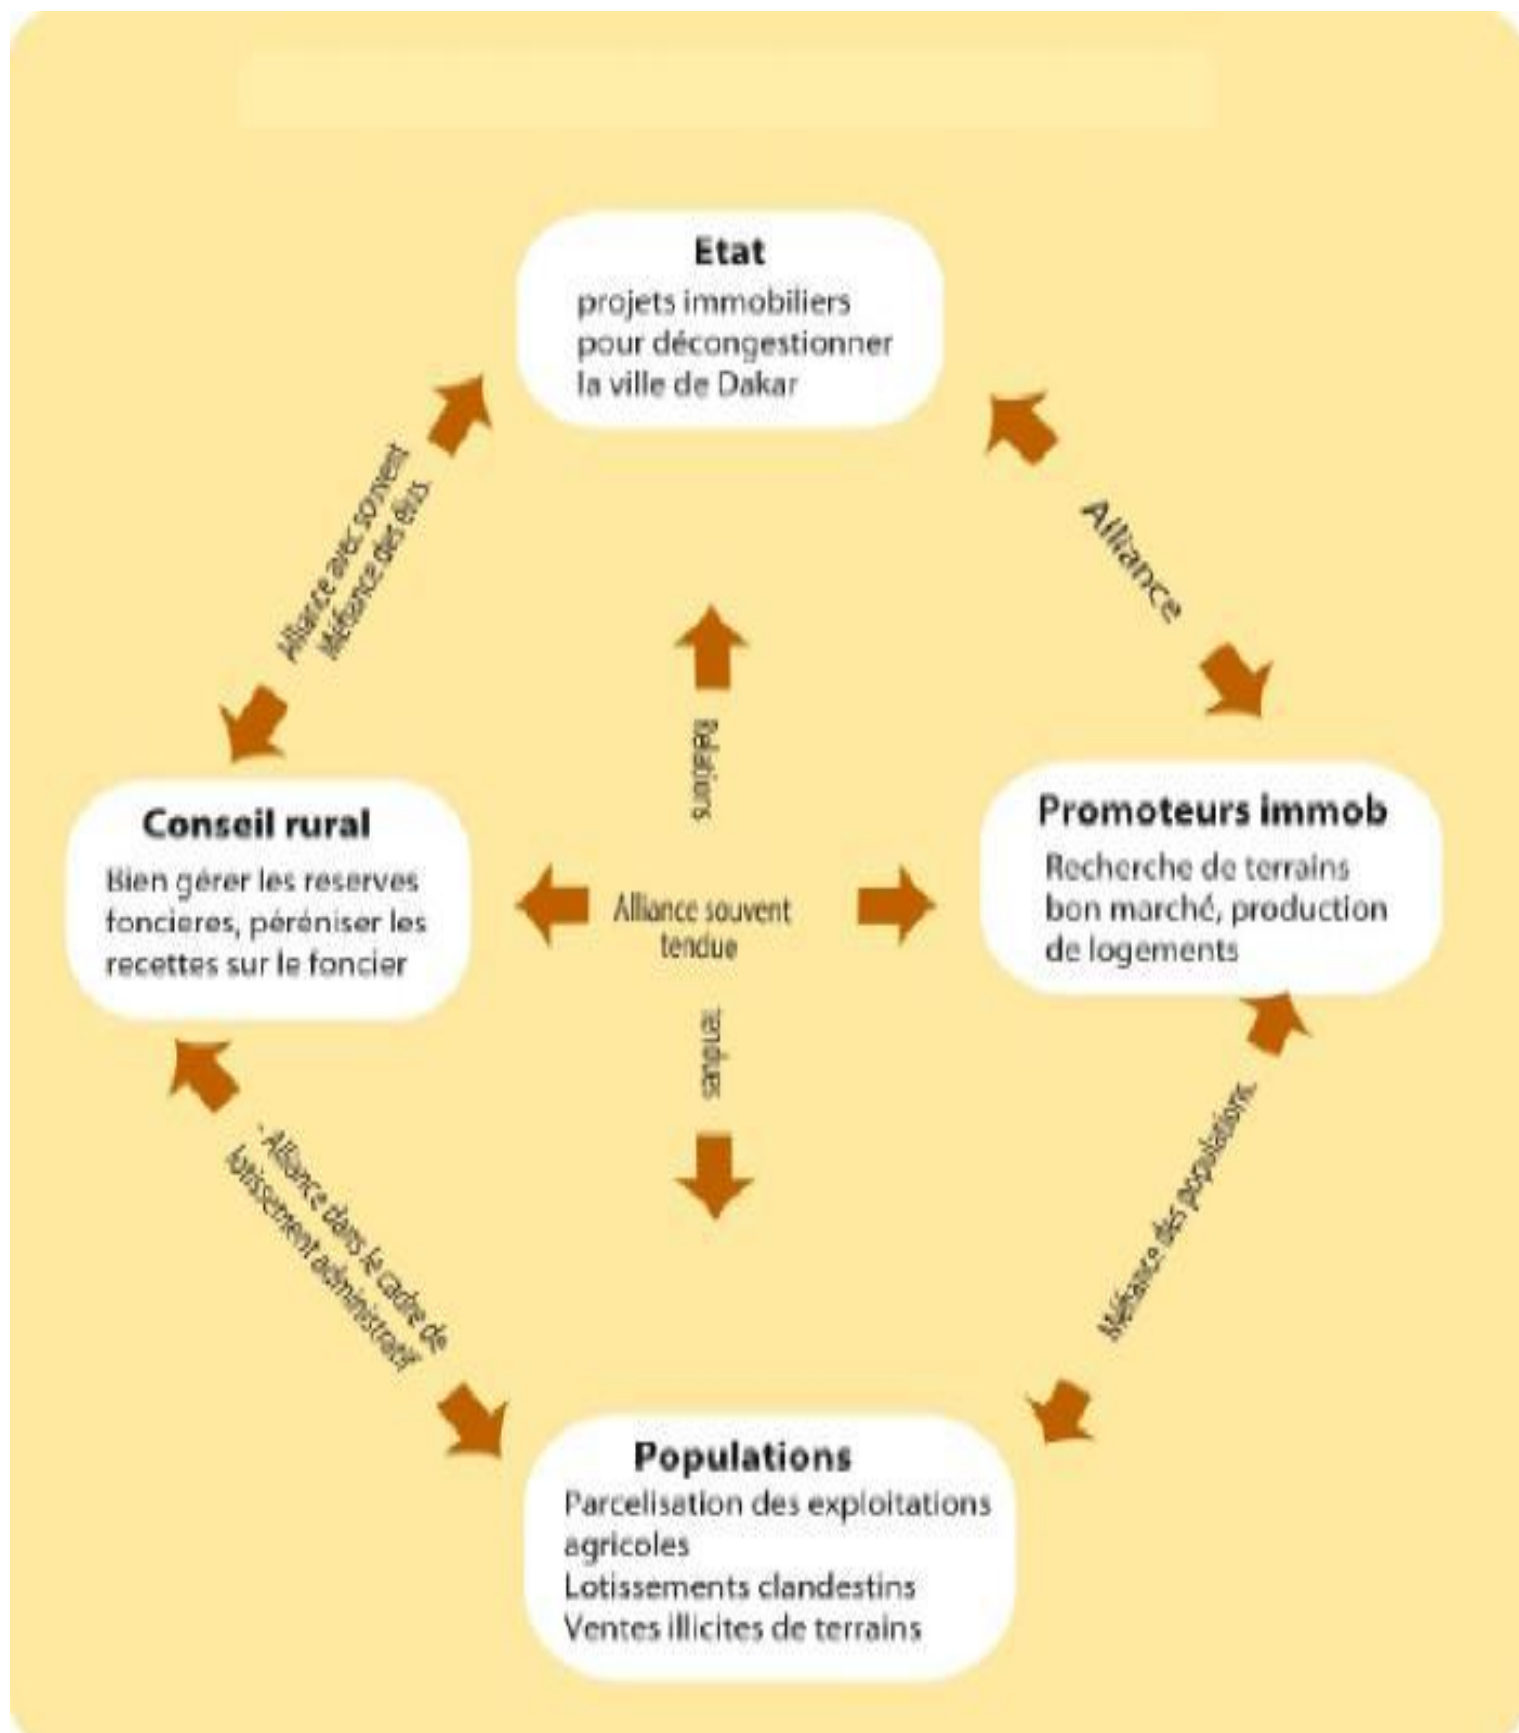 Etat
projets immobiliers
pour décongestionner
la ville de Dakar
Alliance avec souvent
Méfiance des élus
Alliance
Relations
Conseil rural
Bien gérer les reserves
foncieres, péréniser les
recettes sur le foncier
Alliance souvent
tendue
Promoteurs immob
Recherche de terrains
bon marché, production
de logements
tendues
- Alliance dans le cadre de
lotissement administratif
Méfiance des populations
Populations
Parcelisation des exploitations
agricoles
Lotissements clandestins
Ventes illicites de terrains